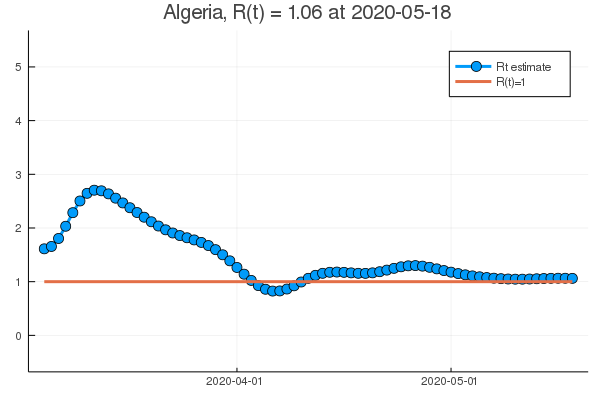 Algeria, R(t) = 1.06 at 2020-05-18
5
4
3
2
1
0
Rt estimate
R(t)=1
2020-04-01
2020-05-01